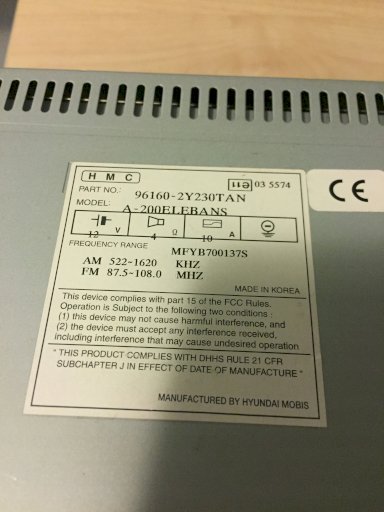 HMC
PART NO.: 96160-2Y230TAN
e11 03 5574
MODEL: A-200ELEBANS
12 V 4 Ω 10 A
FREQUENCY RANGE MFYB700137S
AM 522~1620 KHZ
FM 87.5~108.0 MHZ
MADE IN KOREA
This device complies with part 15 of the FCC Rules.
Operation is Subject to the following two conditions :
(1) this device may not cause harmful interference, and
(2) the device must accept any interference received,
including interference that may cause undesired operation
" THIS PRODUCT COMPLIES WITH DHHS RULE 21 CFR
SUBCHAPTER J IN EFFECT OF DATE OF MANUFACTURE "
MANUFACTURED BY HYUNDAI MOBIS
CE